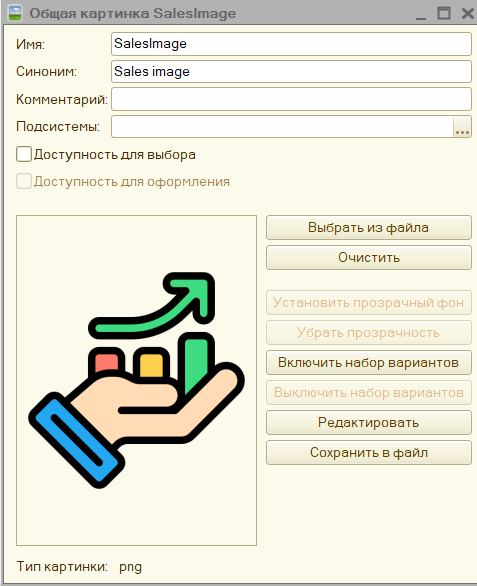 Общая картинка SalesImage
Имя: SalesImage
Синоним: Sales image
Комментарий:
Подсистемы: ...
Доступность для выбора
Доступность для оформления
Выбрать из файла
Очистить
Установить прозрачный фон
Убрать прозрачность
Включить набор вариантов
Выключить набор вариантов
Редактировать
Сохранить в файл
Тип картинки: png